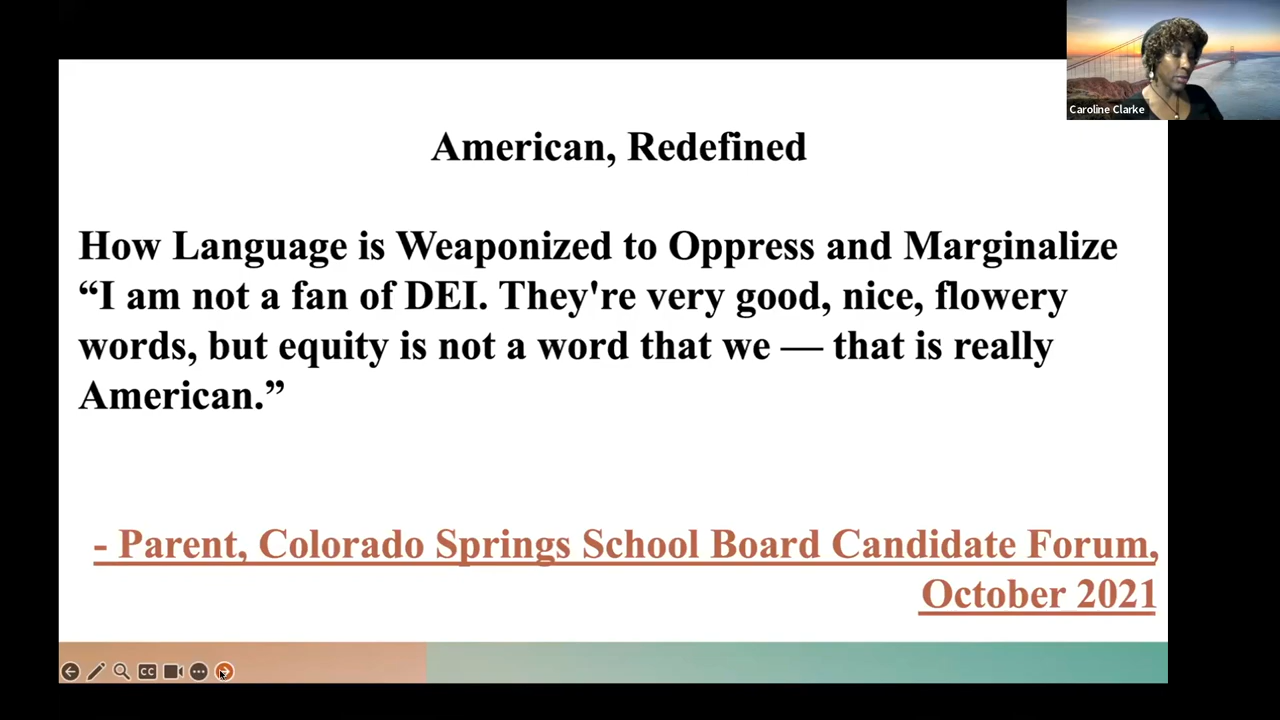 Caroline Clarke
American, Redefined
How Language is Weaponized to Oppress and Marginalize
“I am not a fan of DEI. They're very good, nice, flowery
words, but equity is not a word that we — that is really
American.”
- Parent, Colorado Springs School Board Candidate Forum,
October 2021
CC